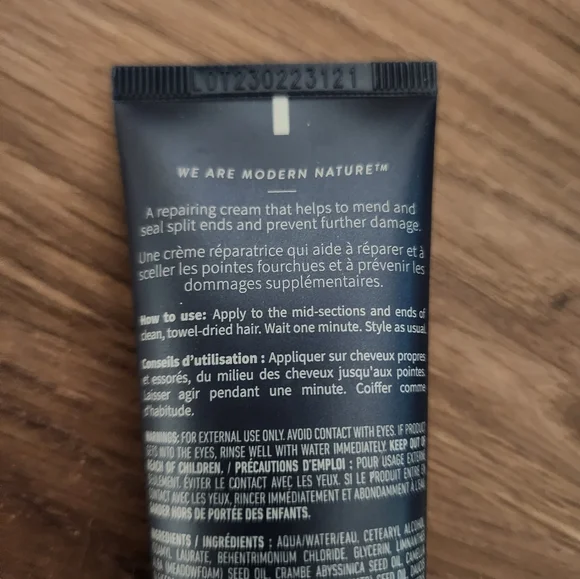 LOT230223121
WE ARE MODERN NATURE™
A repairing cream that helps to mend and
seal split ends and prevent further damage.
Une crème réparatrice qui aide à réparer et à
sceller les pointes fourchues et à prévenir les
dommages supplémentaires.
How to use: Apply to the mid-sections and ends of
clean, towel-dried hair. Wait one minute. Style as usual.
Conseils d'utilisation : Appliquer sur cheveux propres
et essorés, du milieu des cheveux jusqu'aux pointes.
Laisser agir pendant une minute. Coiffer comme
d'habitude.
WARNINGS: FOR EXTERNAL USE ONLY. AVOID CONTACT WITH EYES. IF PRODUCT
GETS INTO THE EYES, RINSE WELL WITH WATER IMMEDIATELY. KEEP OUT OF
REACH OF CHILDREN. / PRÉCAUTIONS D'EMPLOI : POUR USAGE EXTERNE
SEULEMENT. ÉVITER LE CONTACT AVEC LES YEUX. SI LE PRODUIT ENTRE EN
CONTACT AVEC LES YEUX, RINCER IMMÉDIATEMENT ET ABONDAMMENT À L'EAU.
GARDER HORS DE PORTÉE DES ENFANTS.
INGREDIENTS / INGRÉDIENTS : AQUA/WATER/EAU, CETEARYL ALCOHOL,
LAURATE, BEHENTRIMONIUM CHLORIDE, GLYCERIN, LIMNANTHES
ALBA (MEADOWFOAM) SEED OIL, CRAMBE ABYSSINICA SEED OIL,
SEED OIL